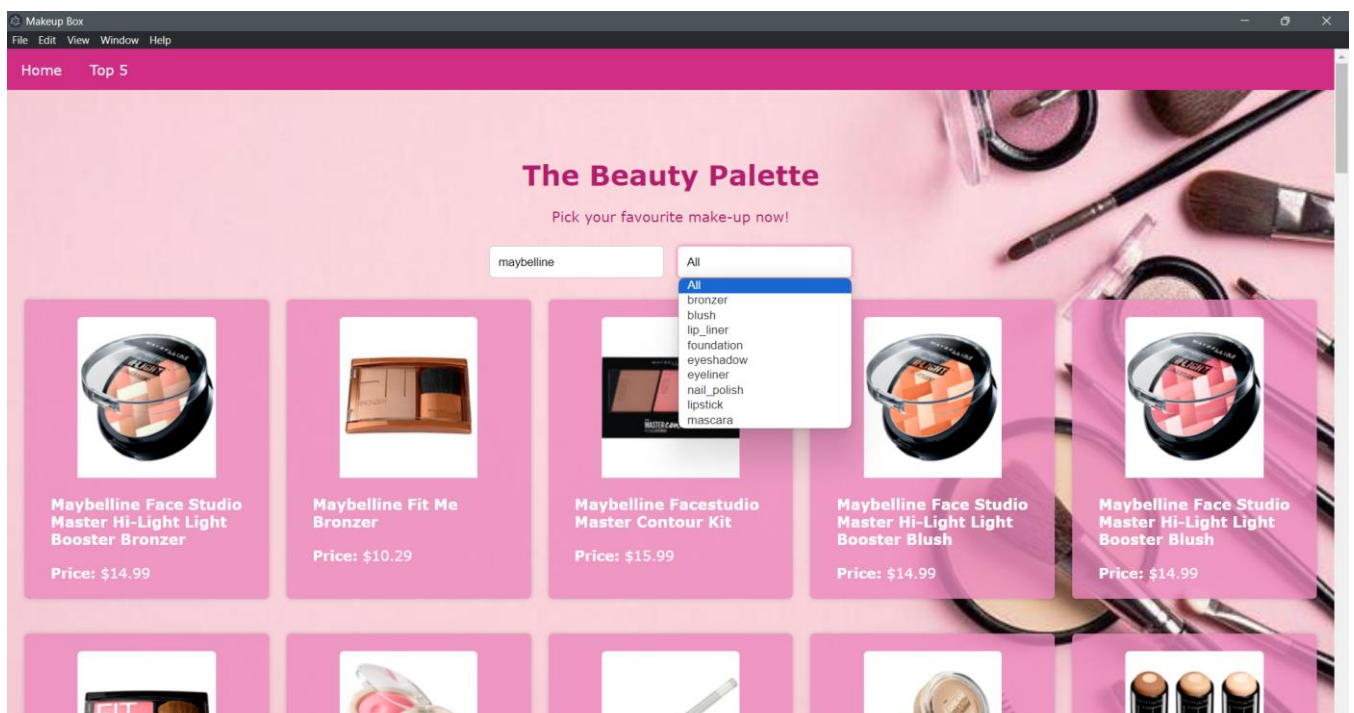 Makeup Box
File Edit View Window Help
Home Top 5
The Beauty Palette
Pick your favourite make-up now!
maybelline
All
All
bronzer
blush
lip_liner
foundation
eyeshadow
eyeliner
nail_polish
lipstick
mascara
Maybelline Face Studio
Master Hi-Light Light
Booster Bronzer
Price: $14.99
Maybelline Fit Me
Bronzer
Price: $10.29
Maybelline Facestudio
Master Contour Kit
Price: $15.99
Maybelline Face Studio
Master Hi-Light Light
Booster Blush
Price: $14.99
Maybelline Face Studio
Master Hi-Light Light
Booster Blush
Price: $14.99
FIT